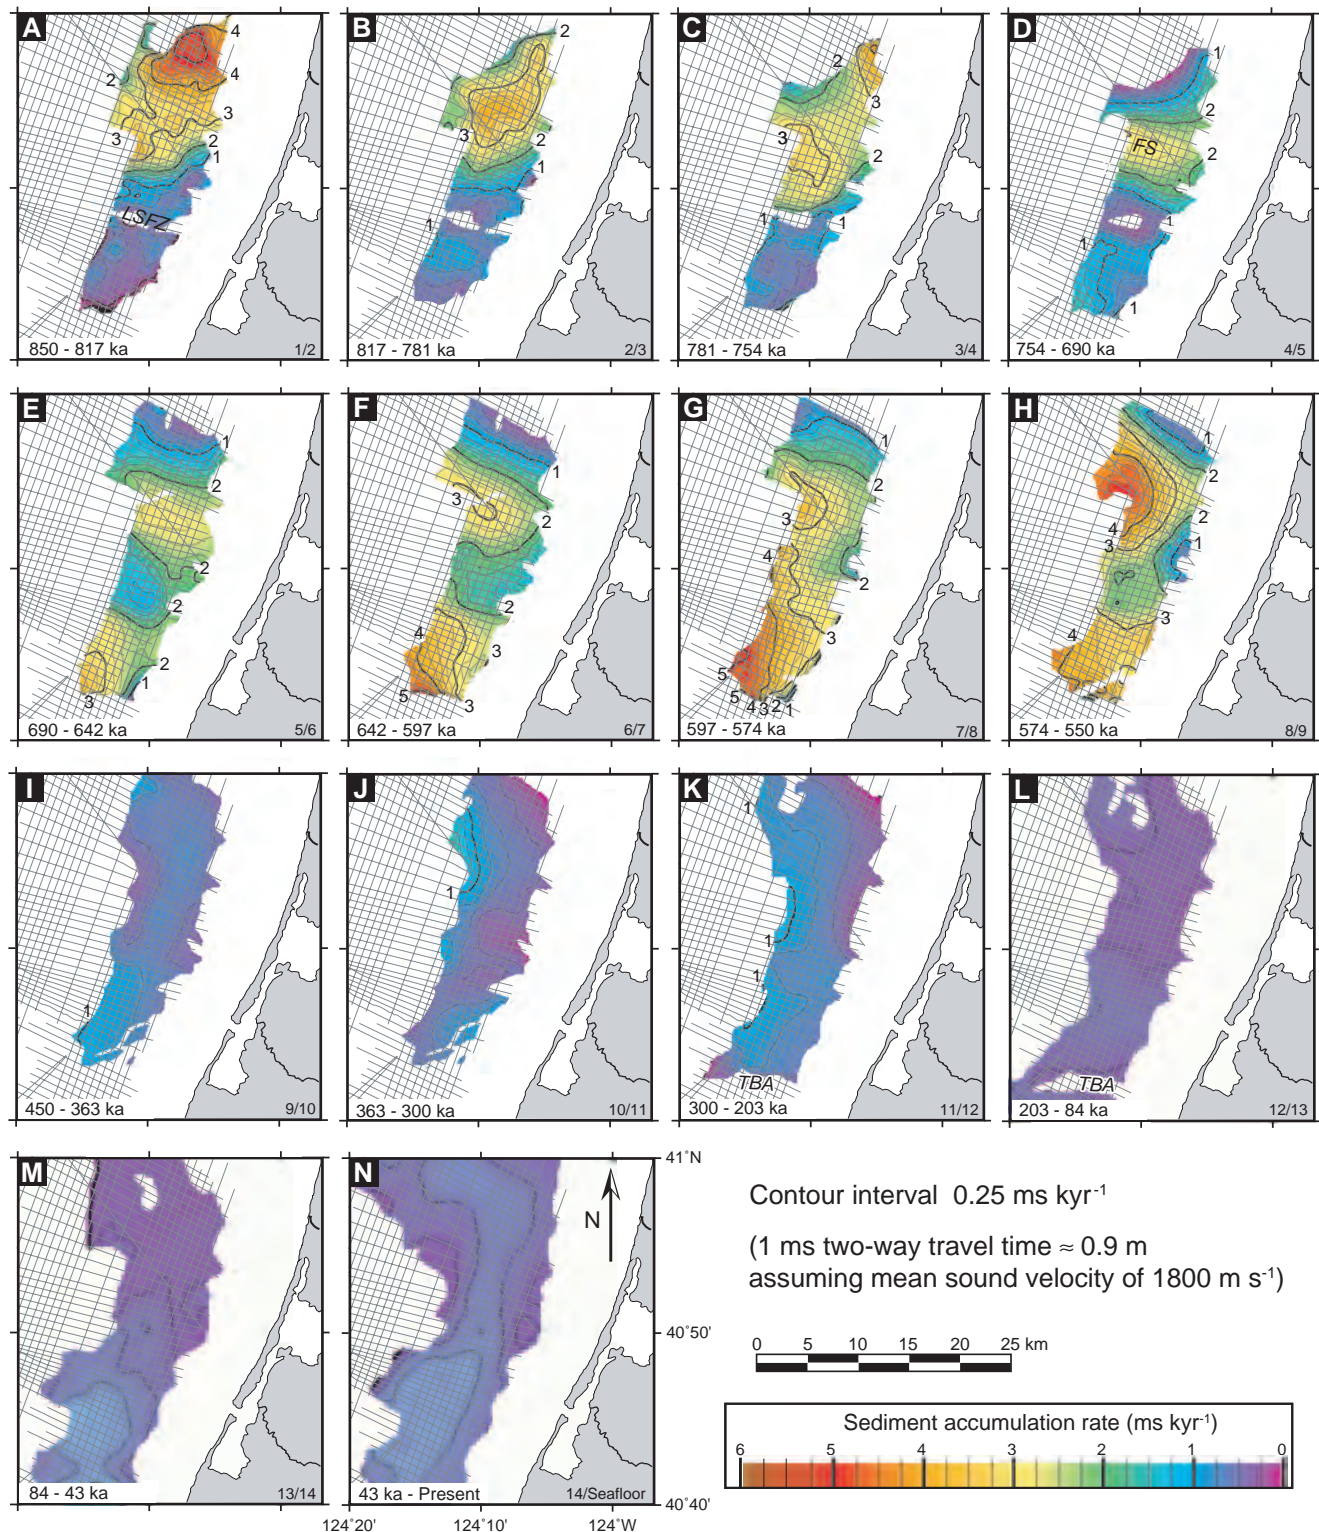 A
4
2
4
3
3
2
1
LSFZ
850 - 817 ka
1/2
B
2
3
2
1
1
817 - 781 ka
2/3
C
2
3
3
2
1
1
781 - 754 ka
3/4
D
1
2
FS
2
1
1
1
754 - 690 ka
4/5
E
1
2
2
2
2
1
3
690 - 642 ka
5/6
F
1
3
2
2
4
3
5
3
642 - 597 ka
6/7
G
1
2
3
4
2
3
5
5
4
3
2
1
597 - 574 ka
7/8
H
1
2
2
4
3
1
3
4
574 - 550 ka
8/9
I
1
450 - 363 ka
9/10
J
1
363 - 300 ka
10/11
K
1
1
1
TBA
300 - 203 ka
11/12
L
TBA
203 - 84 ka
12/13
M
84 - 43 ka
13/14
N
N
43 ka - Present
14/Seafloor
41°N
40°50'
40°40'
124°20'
124°10'
124°W
Contour interval 0.25 ms kyr⁻¹
(1 ms two-way travel time ≈ 0.9 m
assuming mean sound velocity of 1800 m s⁻¹)
0 5 10 15 20 25 km
Sediment accumulation rate (ms kyr⁻¹)
6 5 4 3 2 1 0